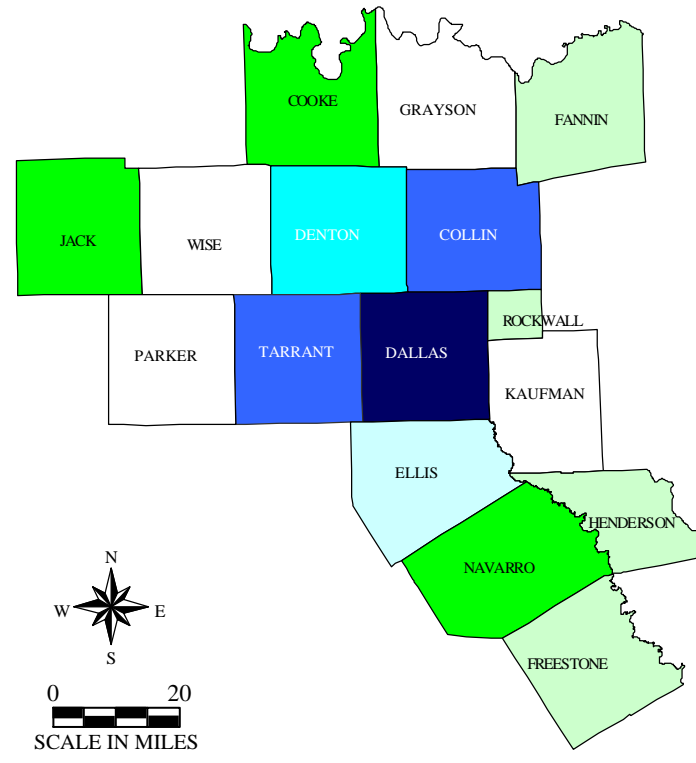 COOKE
GRAYSON
FANNIN
JACK
WISE
DENTON
COLLIN
ROCKWALL
PARKER
TARRANT
DALLAS
KAUFMAN
ELLIS
HENDERSON
NAVARRO
FREESTONE
N
W E
S
0 20
SCALE IN MILES